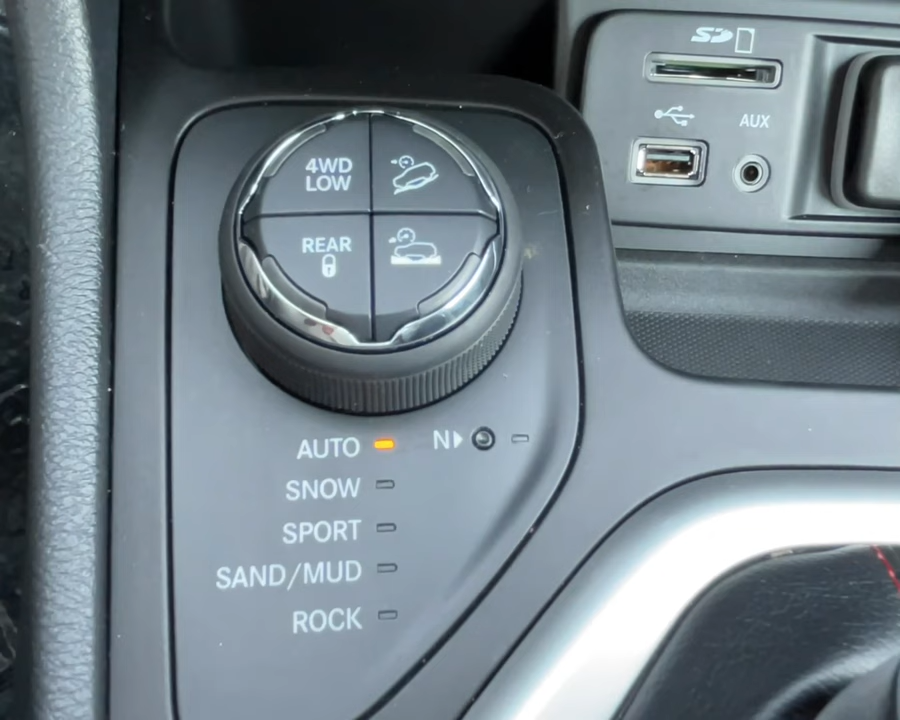 SD
AUX
4WD
LOW
REAR
AUTO
N
SNOW
SPORT
SAND/MUD
ROCK